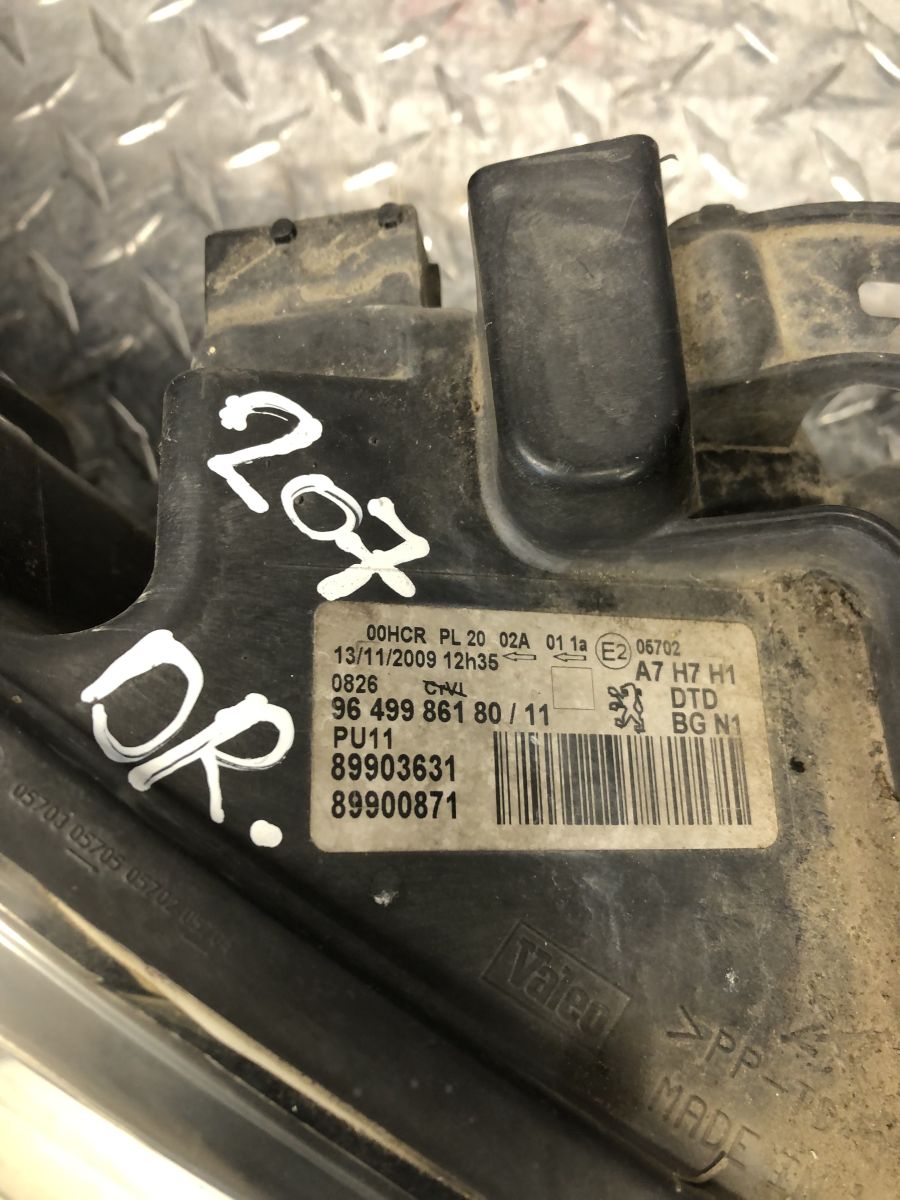 207
DR.
00HCR PL 20 02A 01 1a E2 05702
13/11/2009 12h35 A7 H7 H1
0826 DTD
96 499 861 80 / 11 BG N1
PU11
89903631
89900871
05703 05705 05702
Valeo
>PP-T
MADE